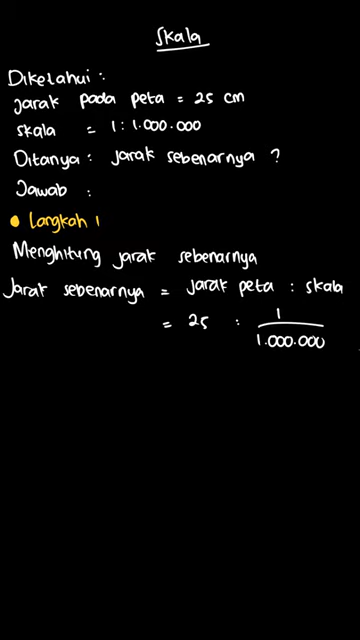 Skala
Diketahui :
Jarak pada peta = 25 cm
skala = 1 : 1.000.000
Ditanya : Jarak sebenarnya ?
Jawab :
• Langkah 1
Menghitung jarak sebenarnya
Jarak sebenarnya = Jarak peta : skala
= 25 : 1
1.000.000